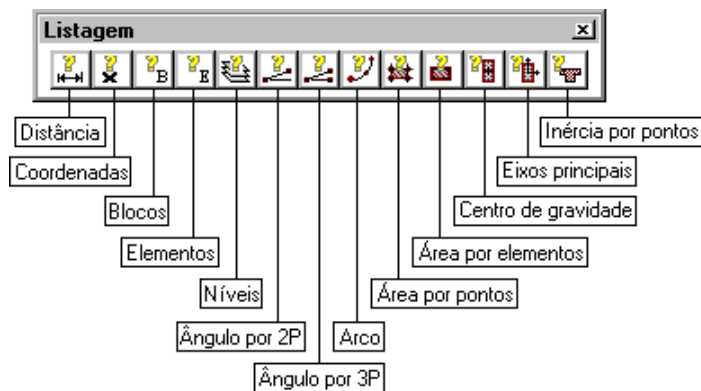 Listagem
B
E
Distância
Inércia por pontos
Coordenadas
Eixos principais
Blocos
Centro de gravidade
Elementos
Área por elementos
Níveis
Área por pontos
Ângulo por 2P
Arco
Ângulo por 3P